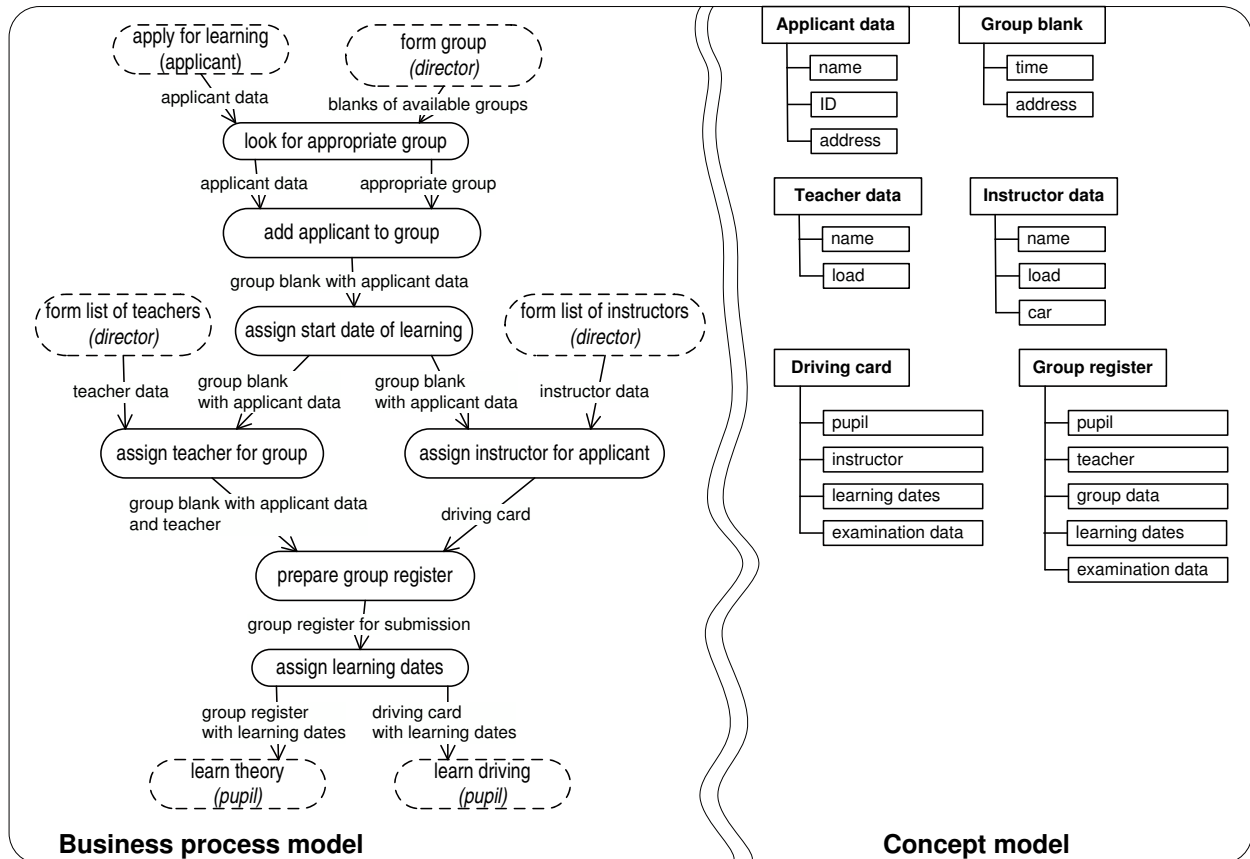 apply for learning
(applicant)
form group
(director)
applicant data
blanks of available groups
look for appropriate group
applicant data
appropriate group
add applicant to group
group blank with applicant data
form list of teachers
(director)
assign start date of learning
form list of instructors
(director)
teacher data
group blank
with applicant data
group blank
with applicant data
instructor data
assign teacher for group
assign instructor for applicant
group blank with applicant data
and teacher
driving card
prepare group register
group register for submission
assign learning dates
group register
with learning dates
driving card
with learning dates
learn theory
(pupil)
learn driving
(pupil)
Business process model
Applicant data
name
ID
address
Group blank
time
address
Teacher data
name
load
Instructor data
name
load
car
Driving card
pupil
instructor
learning dates
examination data
Group register
pupil
teacher
group data
learning dates
examination data
Concept model